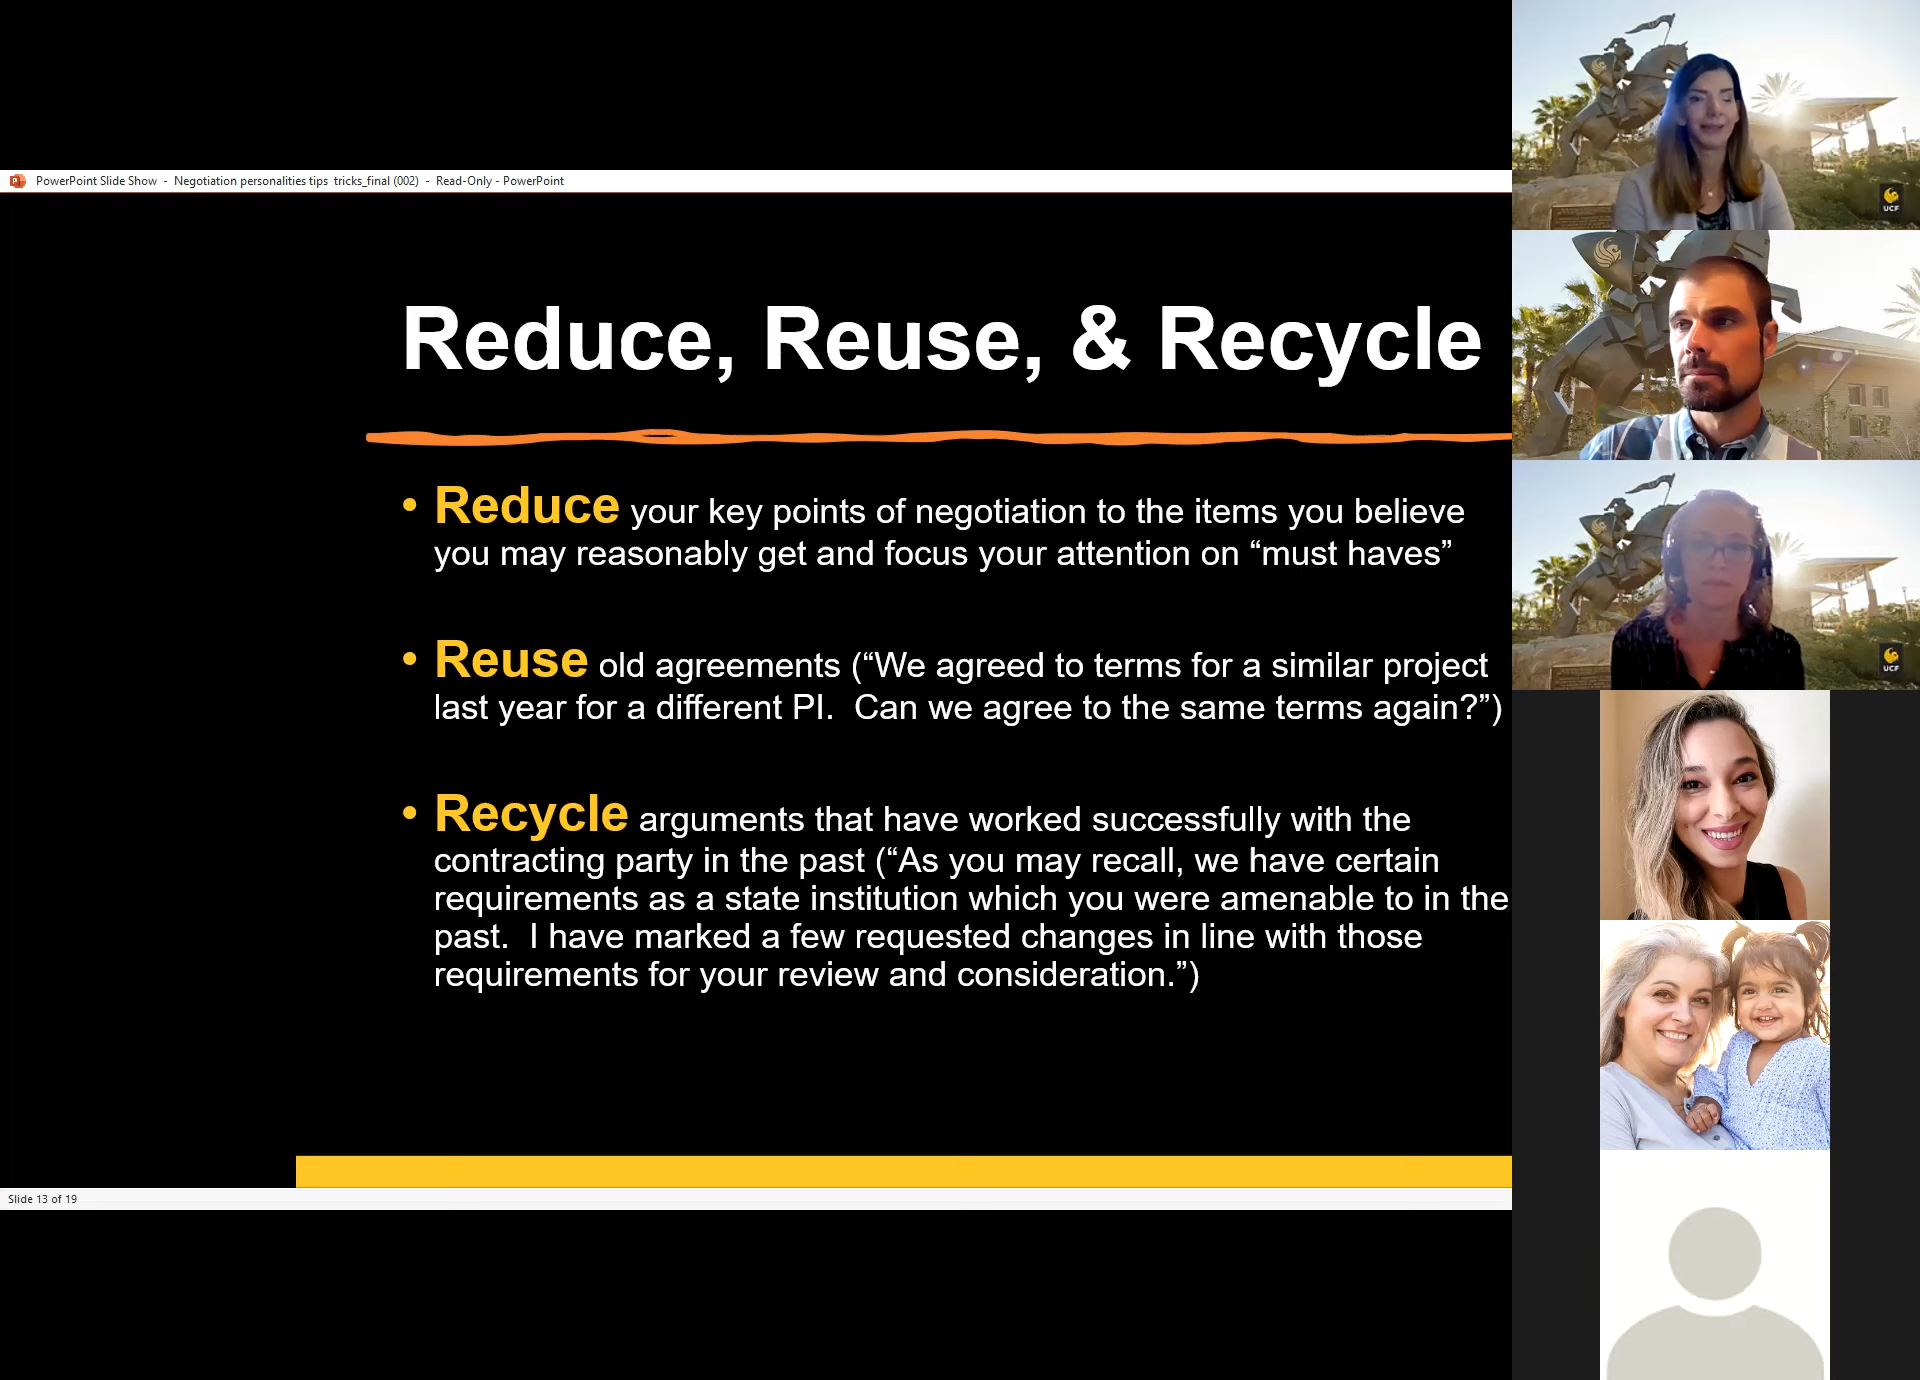 PowerPoint Slide Show - Negotiation personalities tips tricks_final (002) - Read-Only - PowerPoint
Reduce, Reuse, & Recycle
• Reduce your key points of negotiation to the items you believe
you may reasonably get and focus your attention on “must haves”
• Reuse old agreements (“We agreed to terms for a similar project
last year for a different PI.  Can we agree to the same terms again?”)
• Recycle arguments that have worked successfully with the
contracting party in the past (“As you may recall, we have certain
requirements as a state institution which you were amenable to in the
past.  I have marked a few requested changes in line with those
requirements for your review and consideration.”)
Slide 13 of 19
UCF
UCF